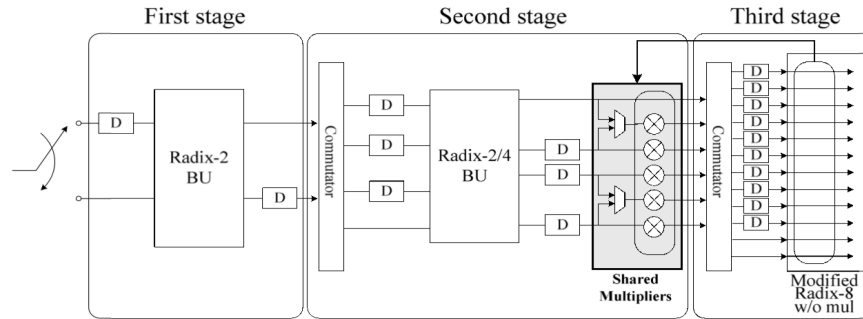 First stage
Second stage
Third stage
D
Radix-2
BU
D
Commutator
D
D
D
Radix-2/4
BU
D
D
D
Shared
Multipliers
Commutator
D
D
D
D
D
D
D
D
D
D
Modified
Radix-8
w/o mul